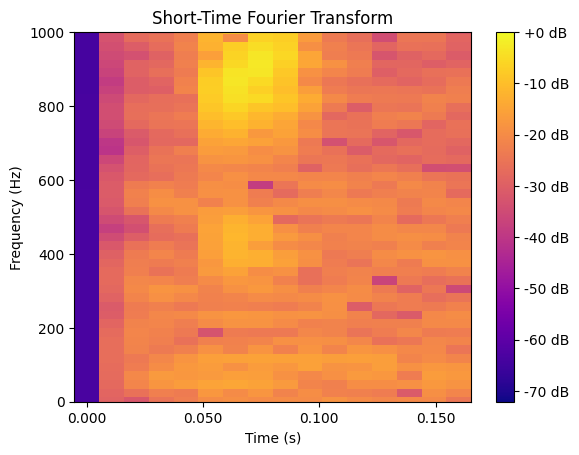 Short-Time Fourier Transform
1000
800
600
400
200
0
Frequency (Hz)
0.000
0.050
0.100
0.150
Time (s)
+0 dB
-10 dB
-20 dB
-30 dB
-40 dB
-50 dB
-60 dB
-70 dB